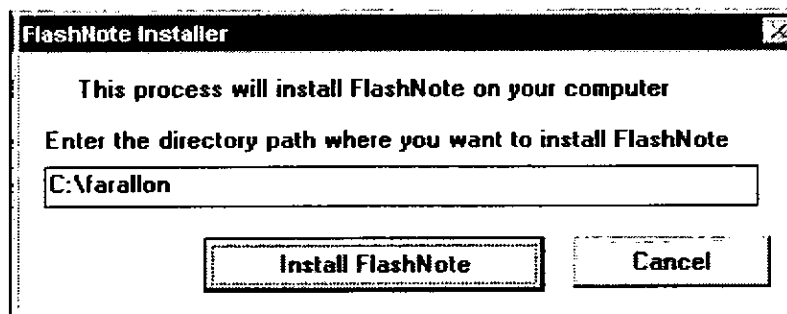 FlashNote Installer
This process will install FlashNote on your computer
Enter the directory path where you want to install FlashNote
C:\farallon
Install FlashNote
Cancel